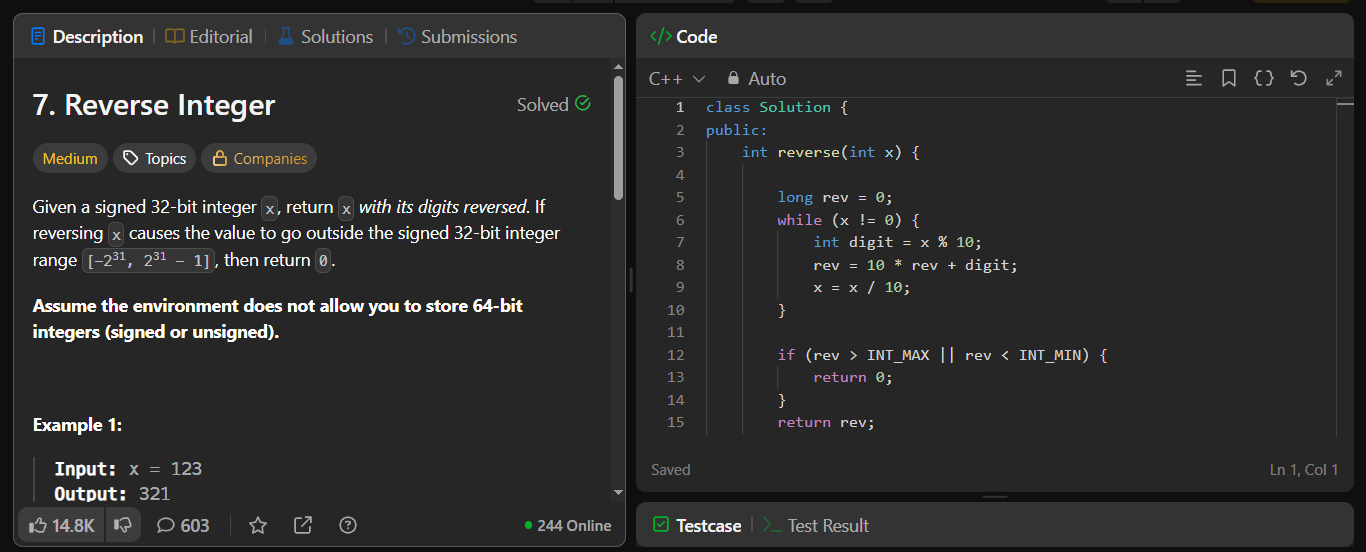 Description | Editorial | Solutions | Submissions
7. Reverse Integer
Solved
Medium Topics Companies
Given a signed 32-bit integer x, return x with its digits reversed. If
reversing x causes the value to go outside the signed 32-bit integer
range [-2³¹, 2³¹ - 1], then return 0.
Assume the environment does not allow you to store 64-bit
integers (signed or unsigned).
Example 1:
Input: x = 123
Output: 321
14.8K 603 244 Online
</> Code
C++ Auto
1 class Solution {
2 public:
3     int reverse(int x) {
4
5         long rev = 0;
6         while (x != 0) {
7             int digit = x % 10;
8             rev = 10 * rev + digit;
9             x = x / 10;
10         }
11
12         if (rev > INT_MAX || rev < INT_MIN) {
13             return 0;
14         }
15         return rev;
Saved Ln 1, Col 1
Testcase | >_ Test Result